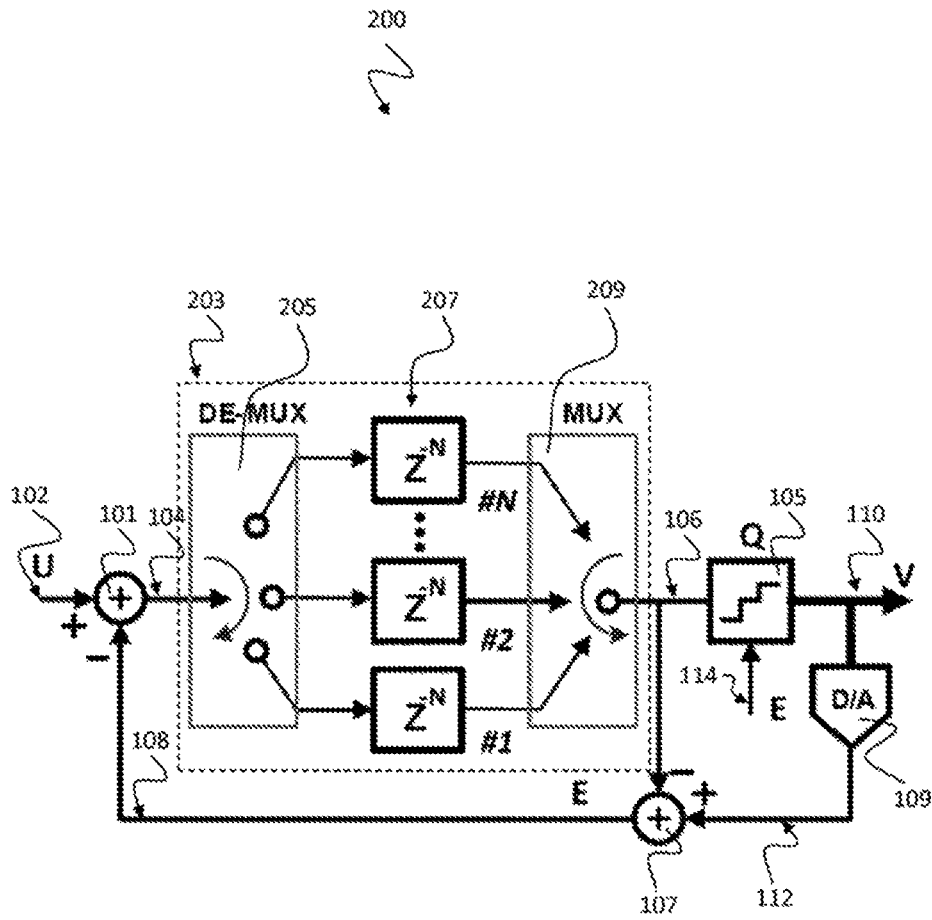 200
203
205
207
209
DE-MUX
MUX
Z^-N
#N
102
101
104
106
105
110
U
Q
V
+
+
−
Z^-N
#2
114
E
D/A
Z^-N
#1
108
E
−
+
109
+
107
112